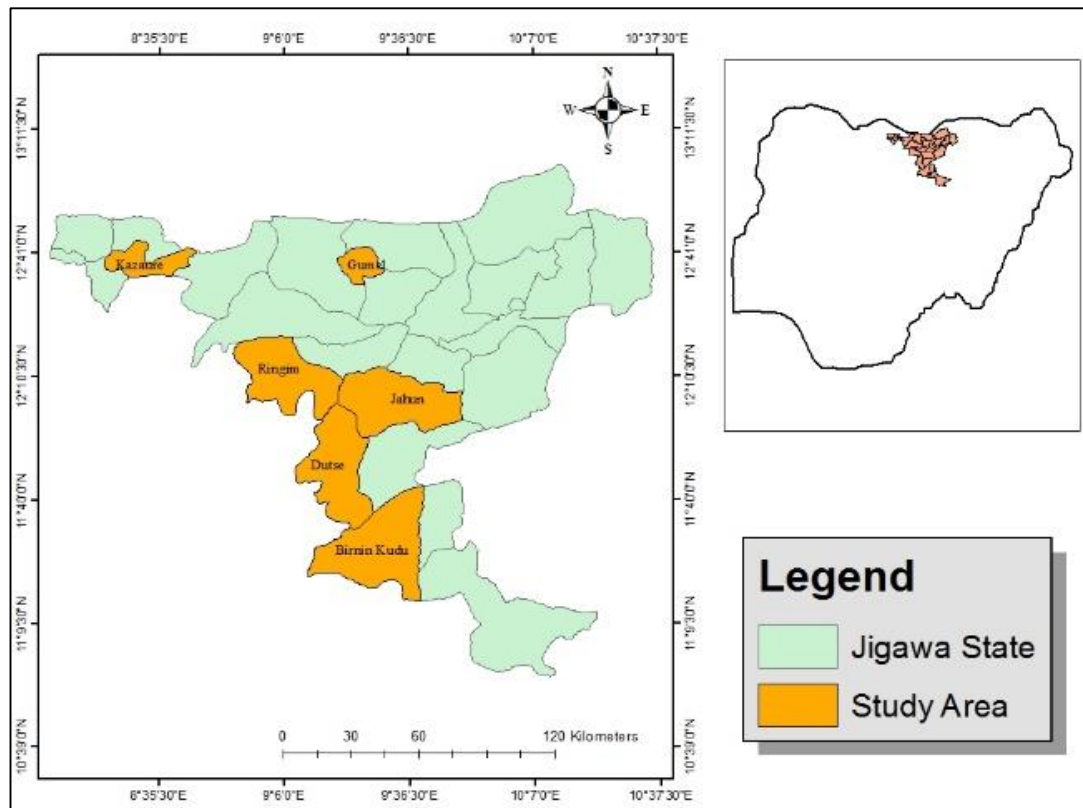 8°35'30"E 9°6'0"E 9°36'30"E 10°7'0"E 10°37'30"E
N
W E
S
13°11'30"N 13°11'30"N
12°41'0"N 12°41'0"N
Kazaure
Gumel
12°10'30"N 12°10'30"N
Ringim
Jahun
Dutse
11°40'0"N 11°40'0"N
Birnin Kudu
11°9'30"N 11°9'30"N
10°39'0"N 10°39'0"N
0 30 60 120 Kilometers
8°35'30"E 9°6'0"E 9°36'30"E 10°7'0"E 10°37'30"E
Legend
Jigawa State
Study Area